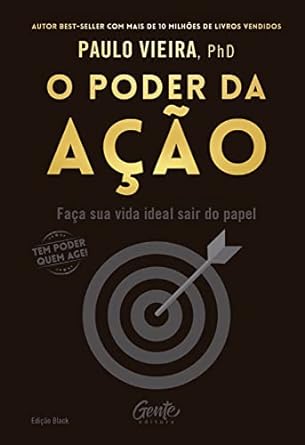 AUTOR BEST-SELLER COM MAIS DE 10 MILHÕES DE LIVROS VENDIDOS
PAULO VIEIRA, PhD
O PODER DA
AÇÃO
Faça sua vida ideal sair do papel
TEM PODER
QUEM AGE!
Edição Black
Gente
editora